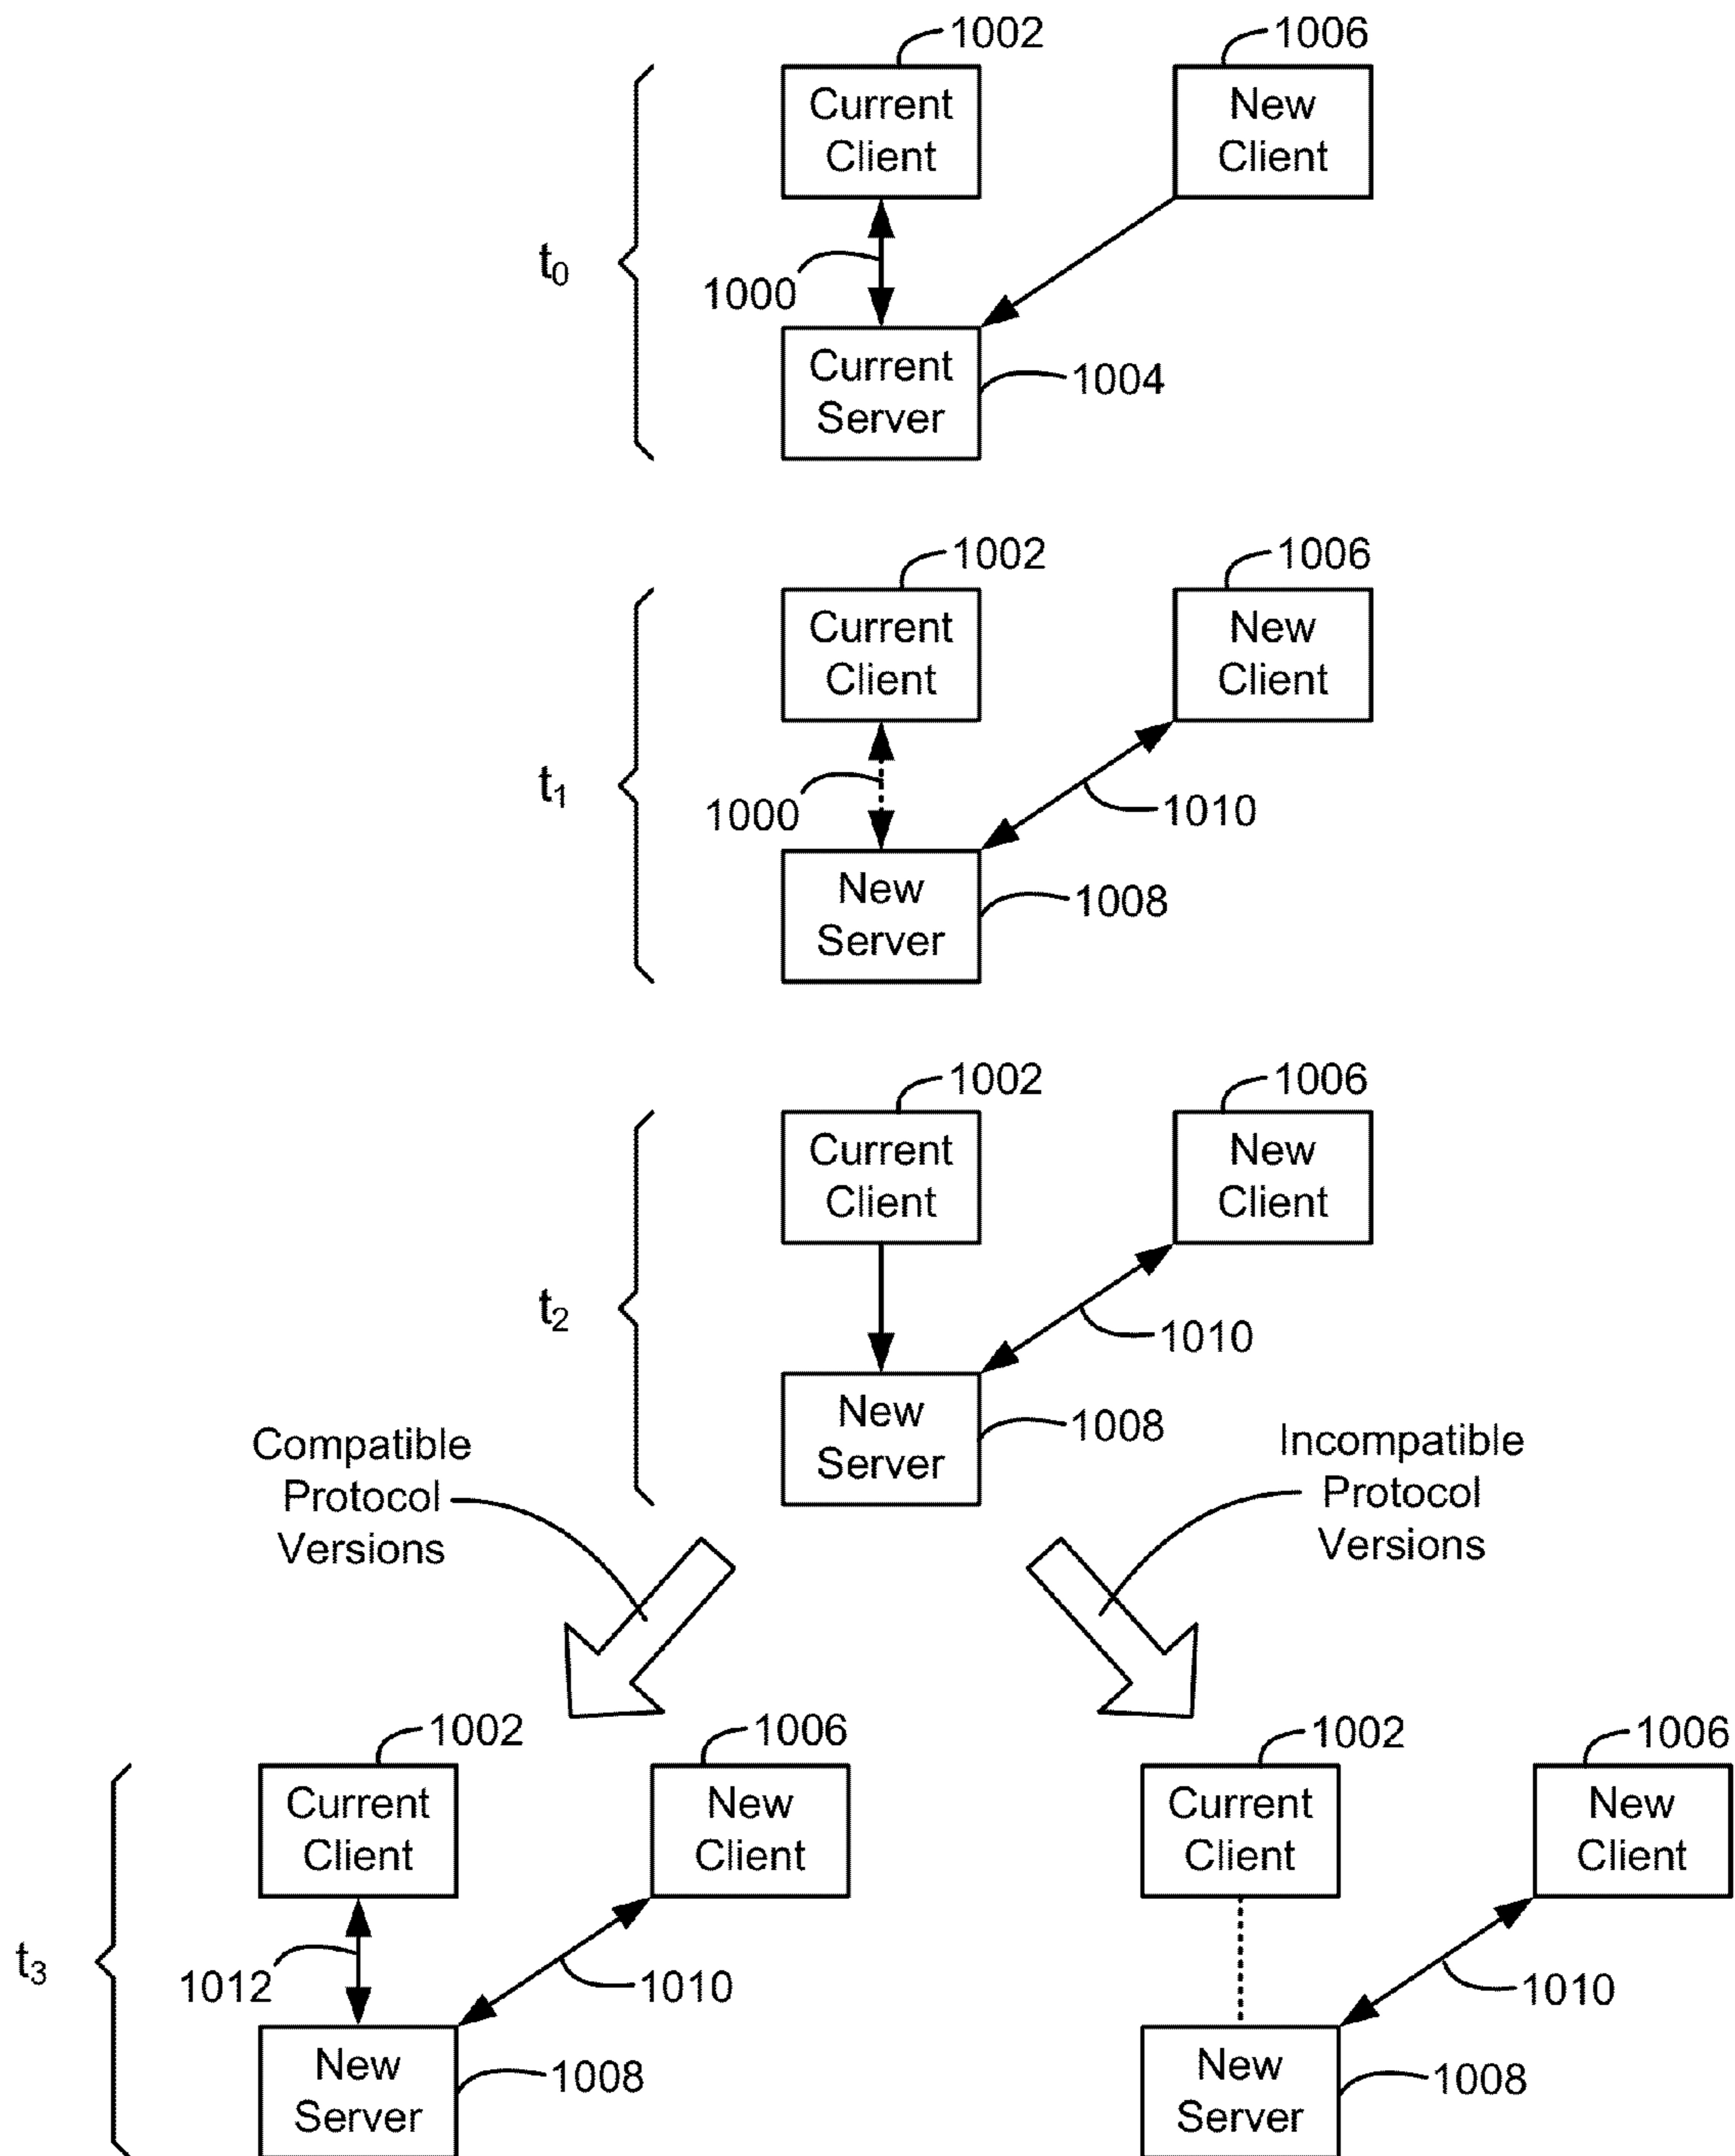 1002
1006
Current
Client
New
Client
t0
1000
Current
Server
1004
1002
1006
Current
Client
New
Client
t1
1000
1010
New
Server
1008
1002
1006
Current
Client
New
Client
t2
1010
New
Server
1008
Compatible
Protocol
Versions
Incompatible
Protocol
Versions
1002
1006
Current
Client
New
Client
t3
1012
1010
New
Server
1008
1002
1006
Current
Client
New
Client
1010
New
Server
1008